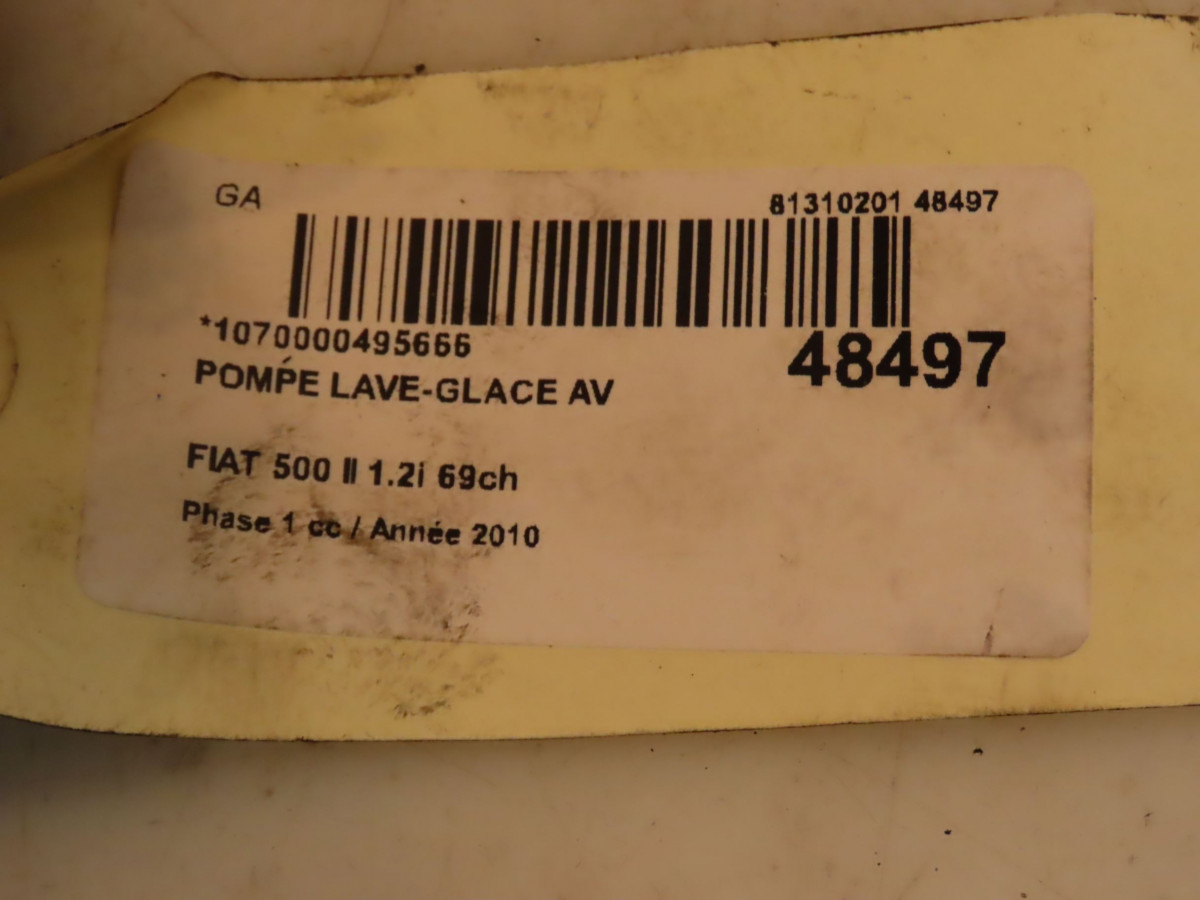 GA
81310201 48497
*1070000495666
48497
POMPE LAVE-GLACE AV
FIAT 500 II 1.2i 69ch
Phase 1 cc / Année 2010